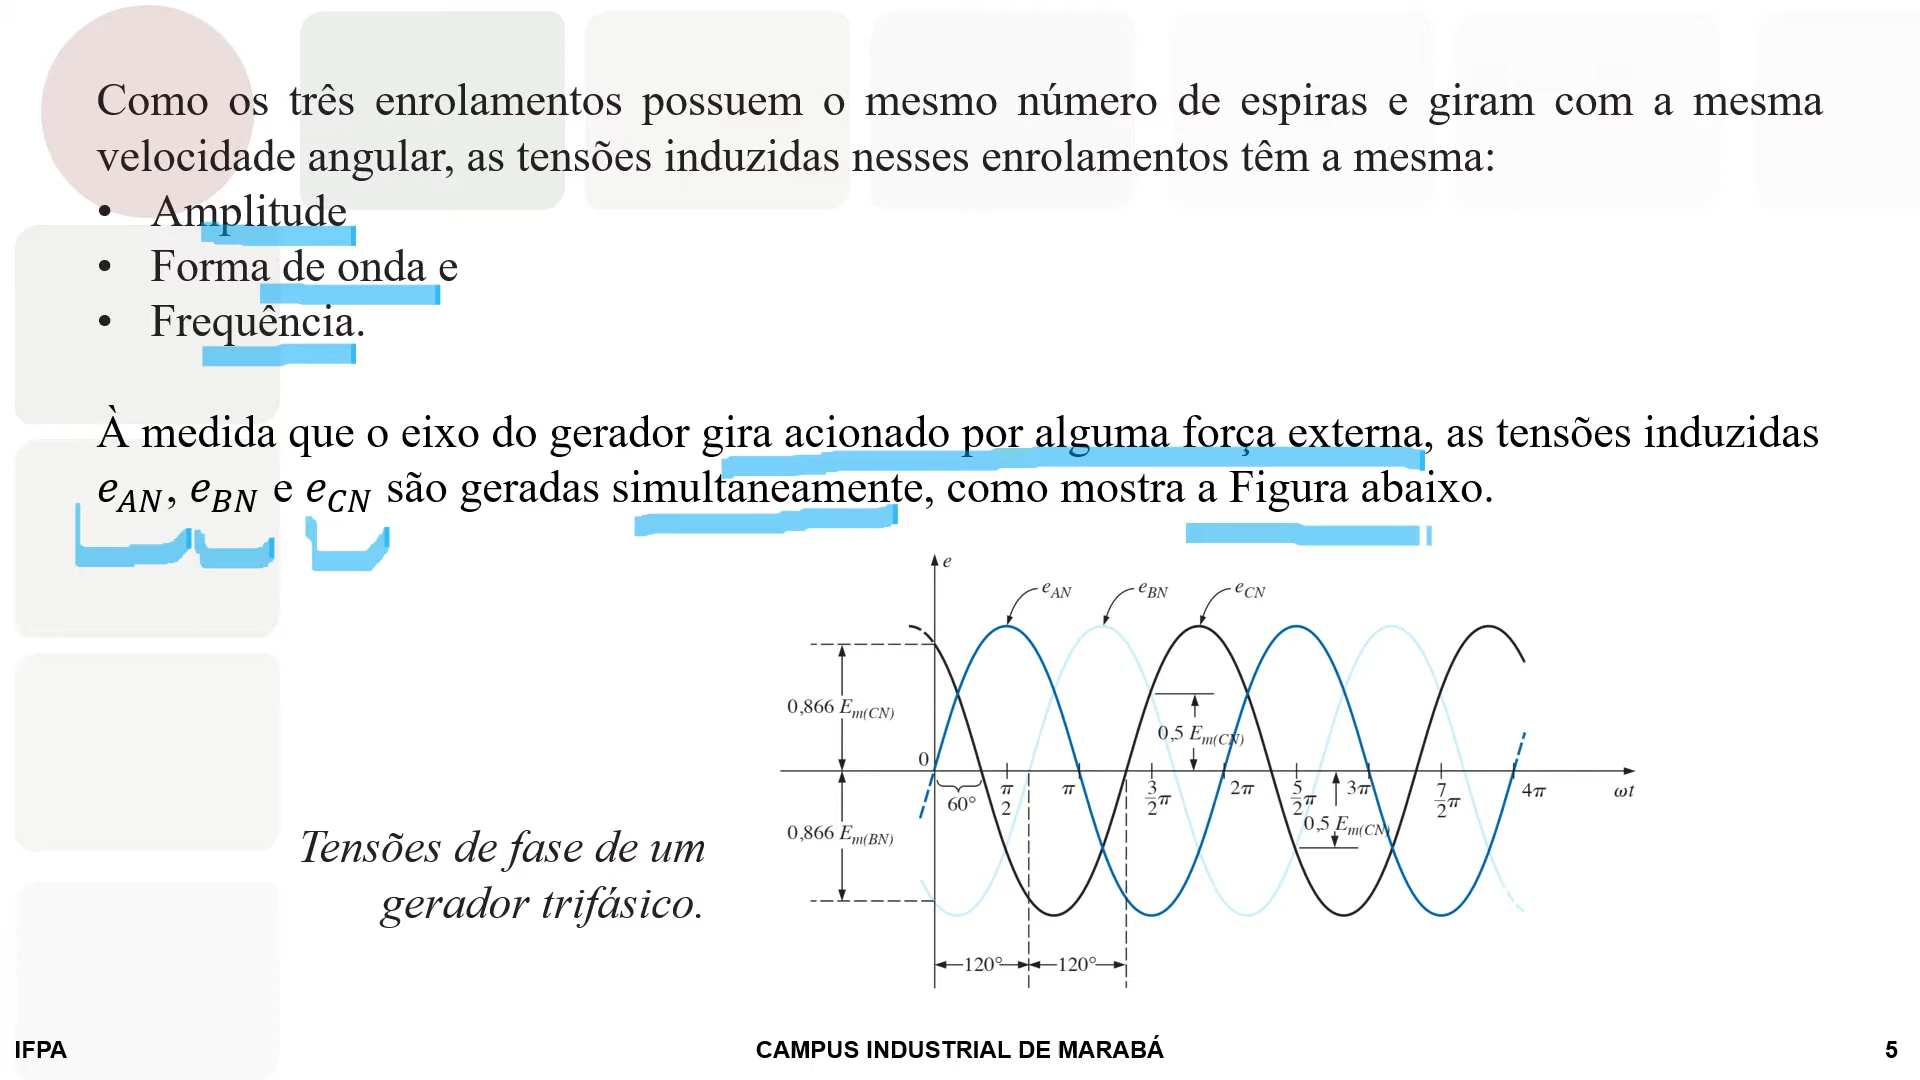 Como os três enrolamentos possuem o mesmo número de espiras e giram com a mesma
velocidade angular, as tensões induzidas nesses enrolamentos têm a mesma:
• Amplitude
• Forma de onda e
• Frequência.
À medida que o eixo do gerador gira acionado por alguma força externa, as tensões induzidas
e_AN, e_BN e e_CN são geradas simultaneamente, como mostra a Figura abaixo.
e
e_AN e_BN e_CN
0,866 E_m(CN)
0,5 E_m(CN)
0
60° π/2 π 3/2π 2π 5/2π 3π 7/2π 4π ωt
0,5 E_m(CN)
0,866 E_m(BN)
Tensões de fase de um
gerador trifásico.
120° 120°
IFPA CAMPUS INDUSTRIAL DE MARABÁ 5